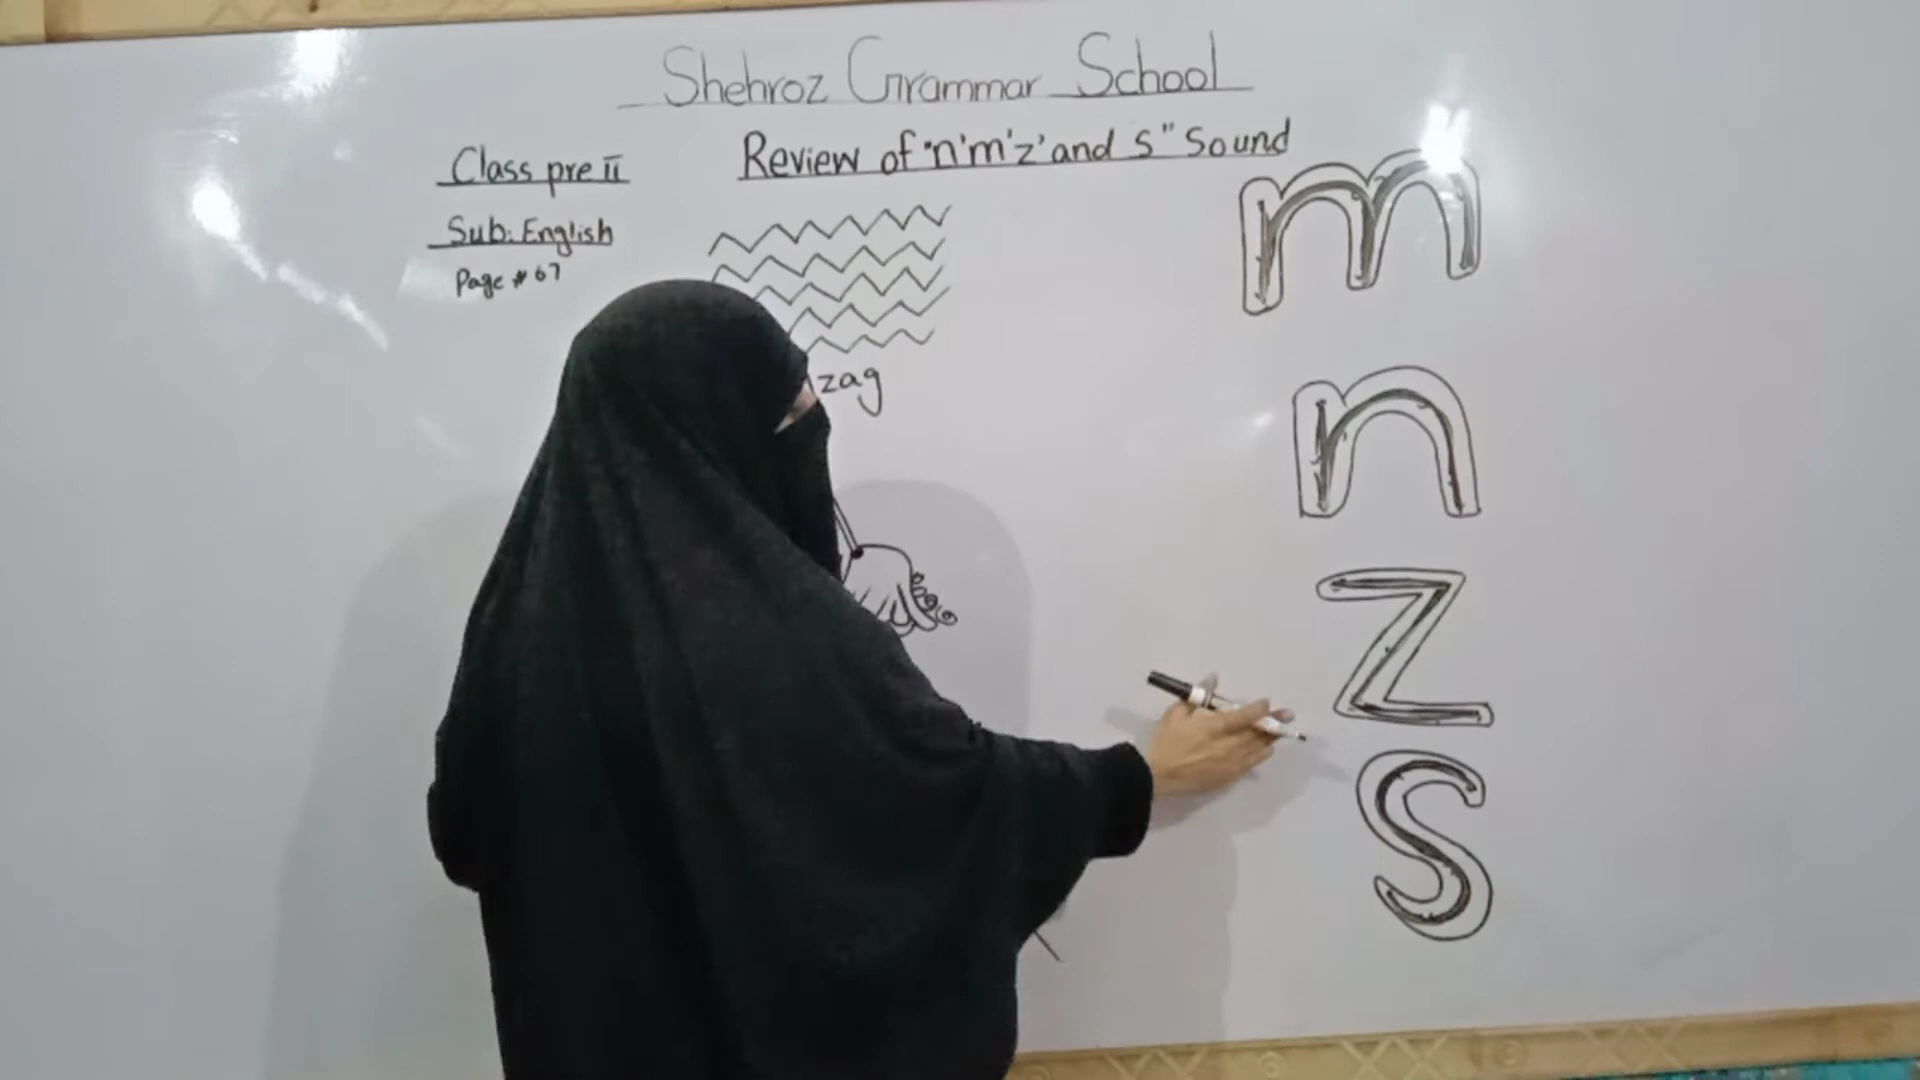 Shehroz Grammar School
Class pre II
Review of "n'm'z' and s" Sound
Sub: English
Page # 67
zag
m
n
z
s